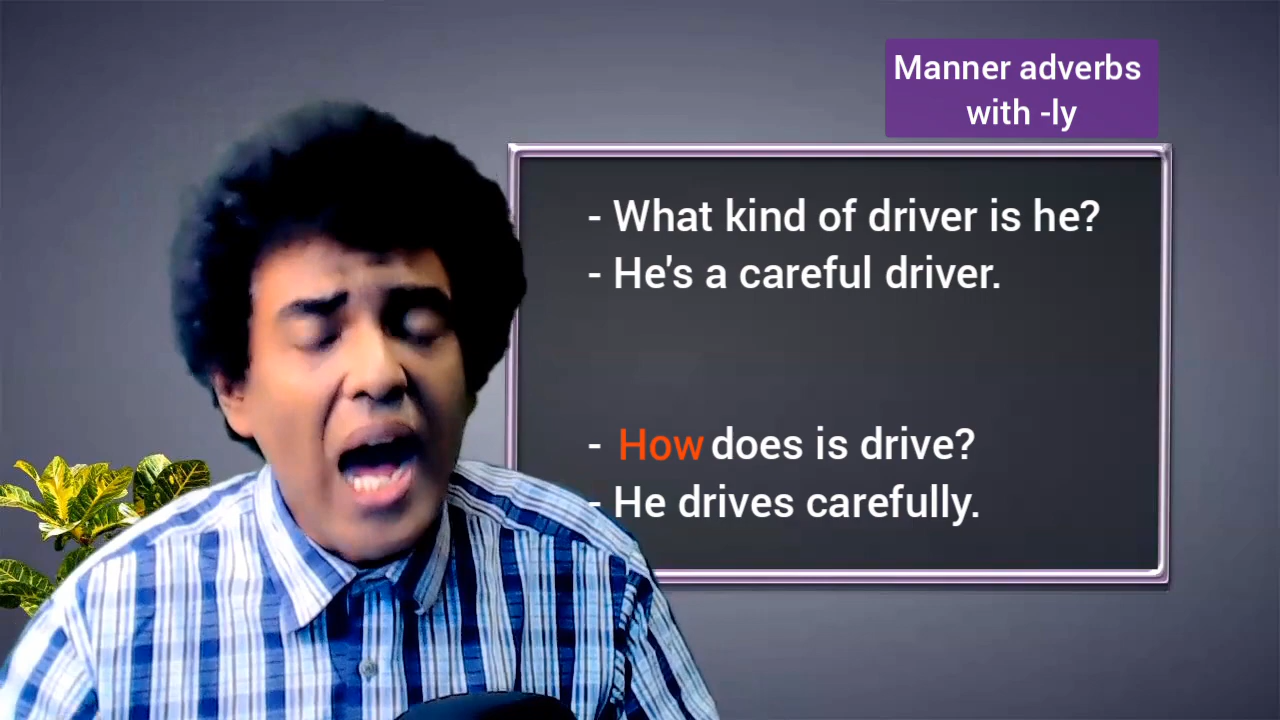 Manner adverbs
with -ly
- What kind of driver is he?
- He's a careful driver.
- How does is drive?
- He drives carefully.